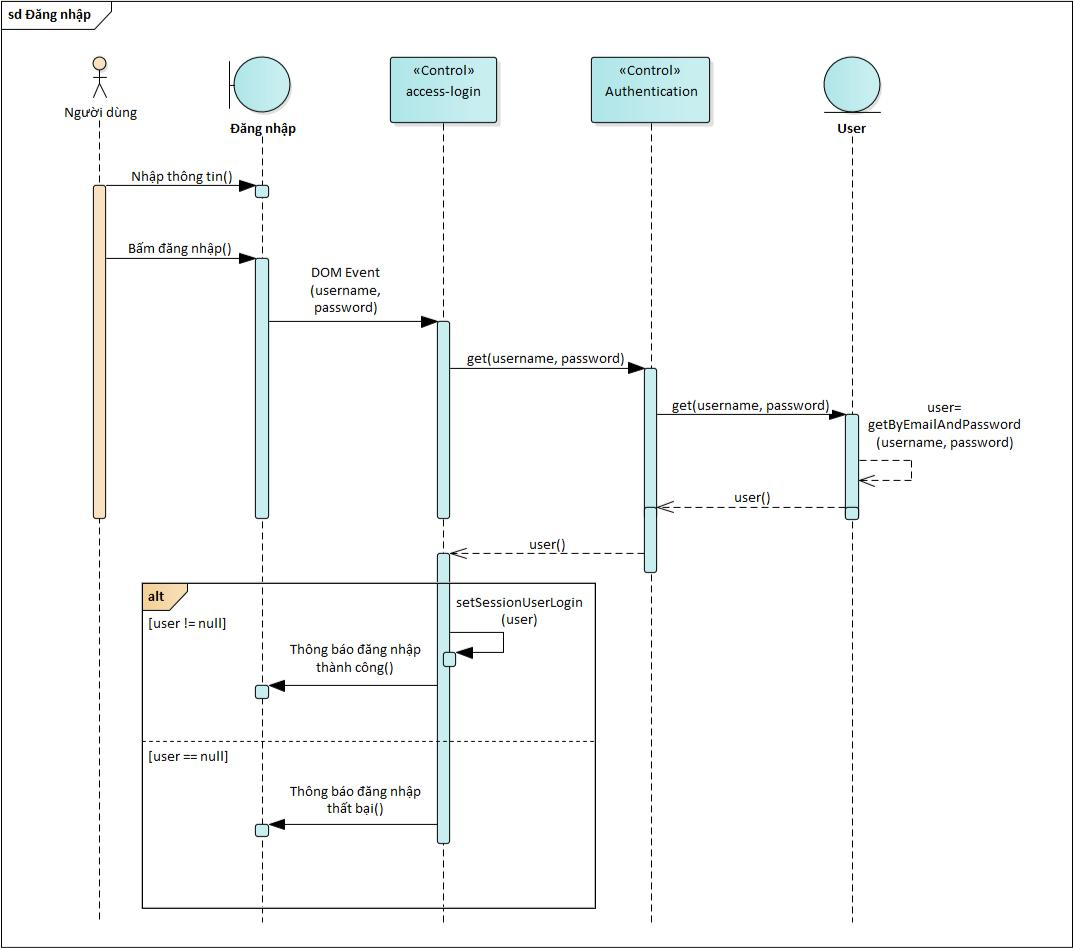 sd Đăng nhập
Người dùng
Đăng nhập
«Control»
access-login
«Control»
Authentication
User
Nhập thông tin()
Bấm đăng nhập()
DOM Event
(username,
password)
get(username, password)
get(username, password)
user=
getByEmailAndPassword
(username, password)
user()
user()
alt
[user != null]
setSessionUserLogin
(user)
Thông báo đăng nhập
thành công()
[user == null]
Thông báo đăng nhập
thất bại()